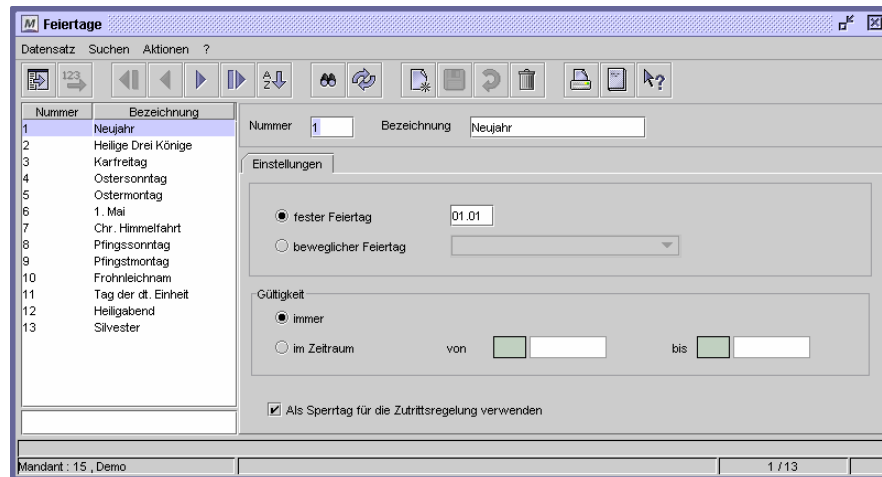 M Feiertage
Datensatz Suchen Aktionen ?
123 A Z ?
Nummer Bezeichnung
1 Neujahr
2 Heilige Drei Könige
3 Karfreitag
4 Ostersonntag
5 Ostermontag
6 1. Mai
7 Chr. Himmelfahrt
8 Pfingssonntag
9 Pfingstmontag
10 Frohnleichnam
11 Tag der dt. Einheit
12 Heiligabend
13 Silvester
Nummer 1 Bezeichnung Neujahr
Einstellungen
fester Feiertag 01.01
beweglicher Feiertag
Gültigkeit
immer
im Zeitraum von bis
Als Sperrtag für die Zutrittsregelung verwenden
Mandant : 15 , Demo 1 / 13